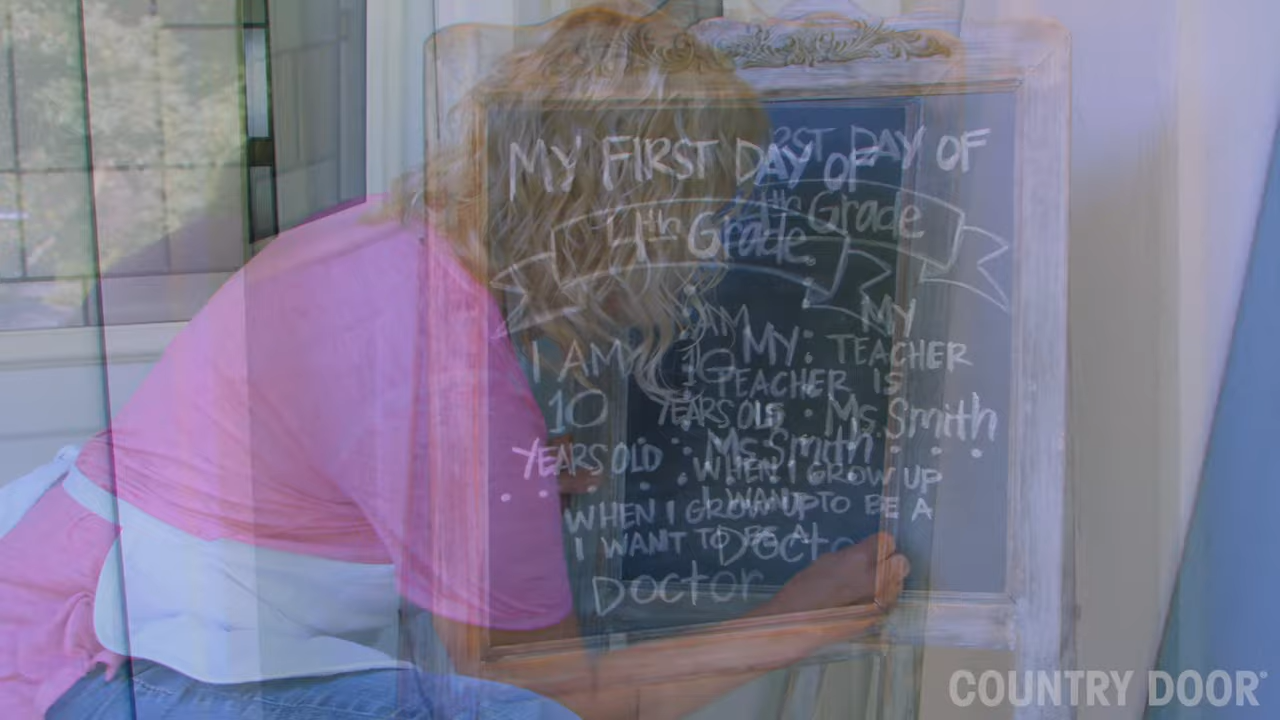 MY FIRST DAY OF
4th Grade
I AM
10
YEARS OLD
MY
TEACHER IS
Ms. Smith
WHEN I GROW UP
I WANT TO BE A
DOCTOR
COUNTRY DOOR